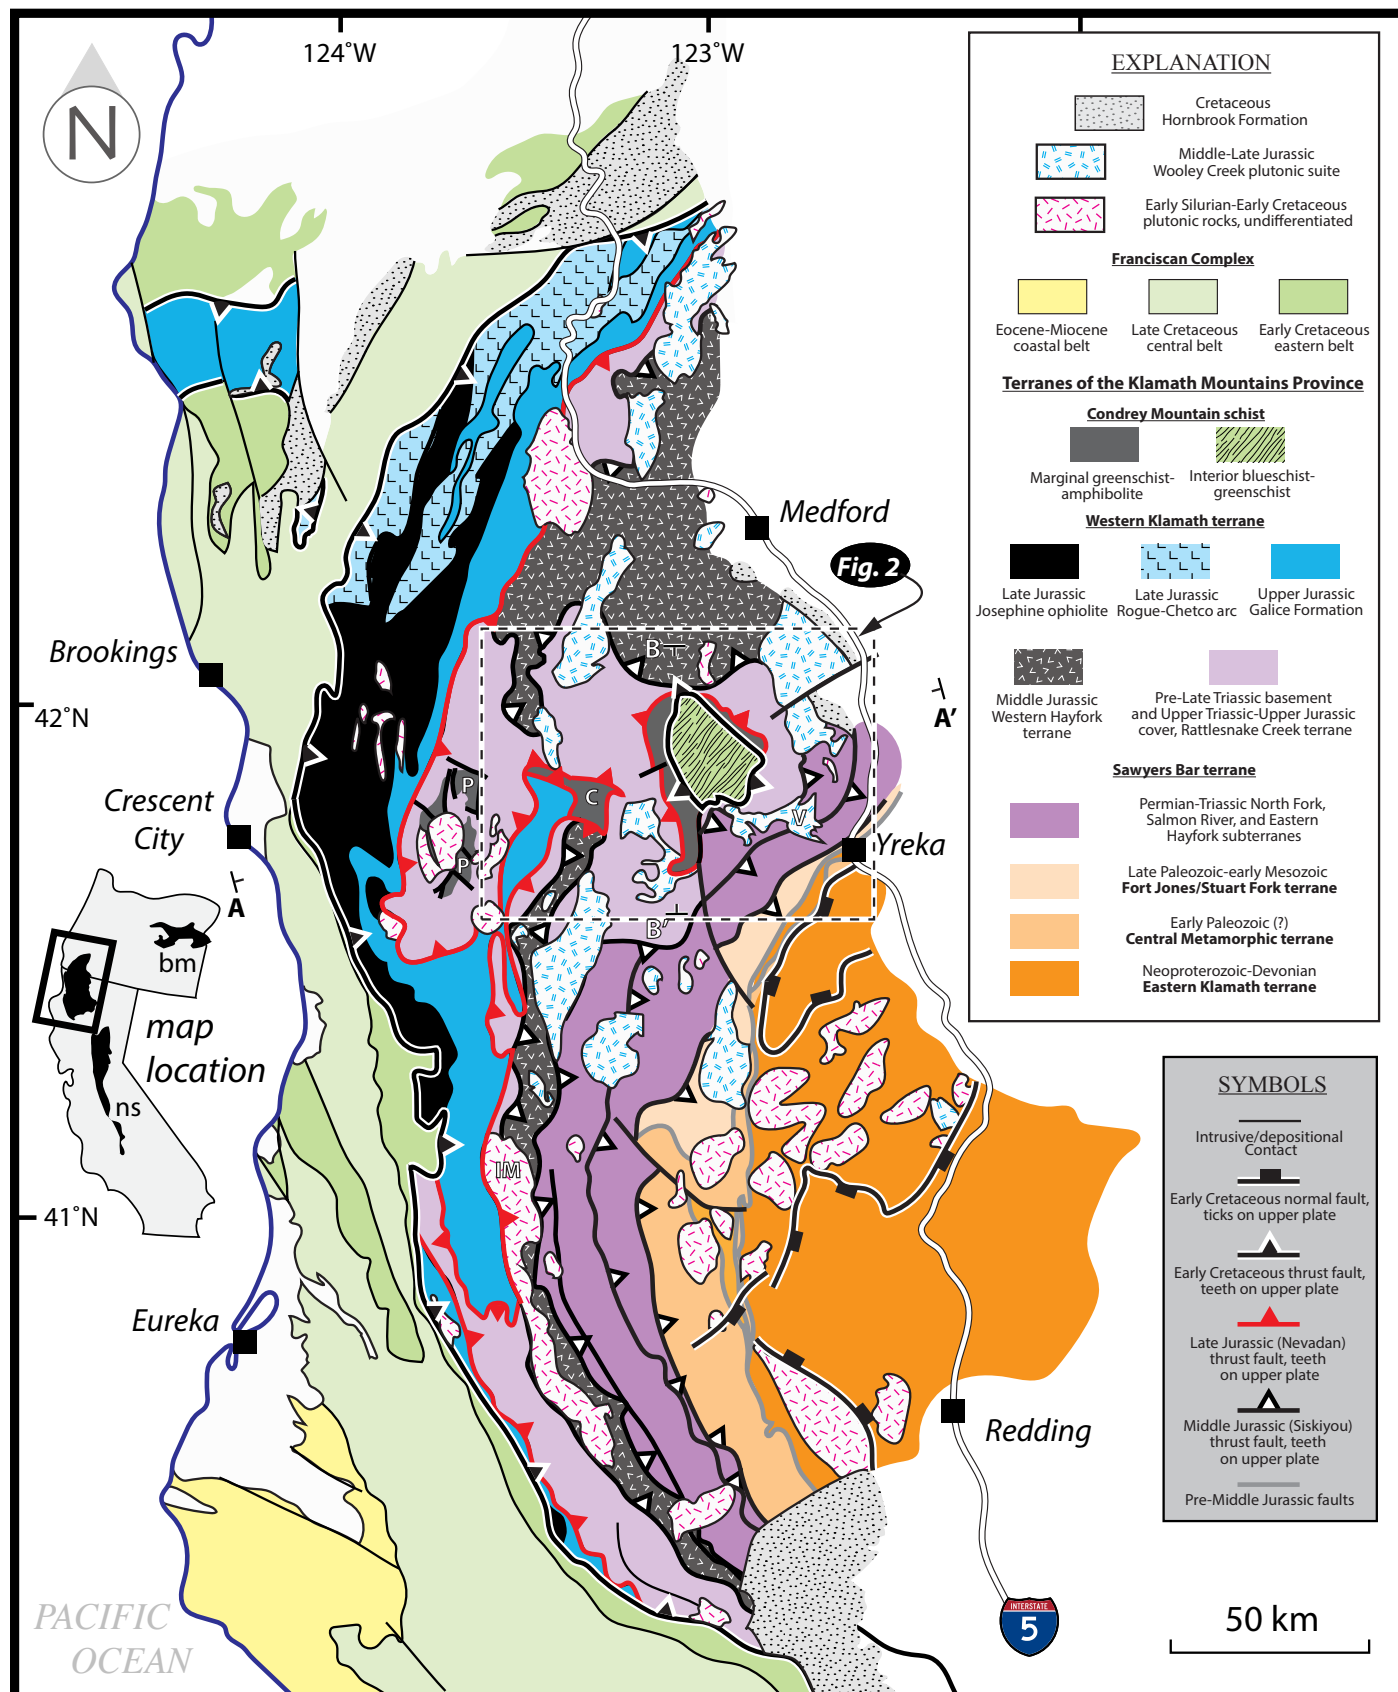 124˚W
123˚W
N
Medford
Fig. 2
Brookings
42˚N
B
A'
Crescent
City
P
C
V
P
Yreka
A
B'
bm
map
location
ns
IM
41˚N
Eureka
Redding
PACIFIC
OCEAN
INTERSTATE
5
50 km
EXPLANATION
Cretaceous
Hornbrook Formation
Middle-Late Jurassic
Wooley Creek plutonic suite
Early Silurian-Early Cretaceous
plutonic rocks, undifferentiated
Franciscan Complex
Eocene-Miocene
coastal belt
Late Cretaceous
central belt
Early Cretaceous
eastern belt
Terranes of the Klamath Mountains Province
Condrey Mountain schist
Marginal greenschist-
amphibolite
Interior blueschist-
greenschist
Western Klamath terrane
Late Jurassic
Josephine ophiolite
Late Jurassic
Rogue-Chetco arc
Upper Jurassic
Galice Formation
Middle Jurassic
Western Hayfork
terrane
Pre-Late Triassic basement
and Upper Triassic-Upper Jurassic
cover, Rattlesnake Creek terrane
Sawyers Bar terrane
Permian-Triassic North Fork,
Salmon River, and Eastern
Hayfork subterranes
Late Paleozoic-early Mesozoic
Fort Jones/Stuart Fork terrane
Early Paleozoic (?)
Central Metamorphic terrane
Neoproterozoic-Devonian
Eastern Klamath terrane
SYMBOLS
Intrusive/depositional
Contact
Early Cretaceous normal fault,
ticks on upper plate
Early Cretaceous thrust fault,
teeth on upper plate
Late Jurassic (Nevadan)
thrust fault, teeth
on upper plate
Middle Jurassic (Siskiyou)
thrust fault, teeth
on upper plate
Pre-Middle Jurassic faults